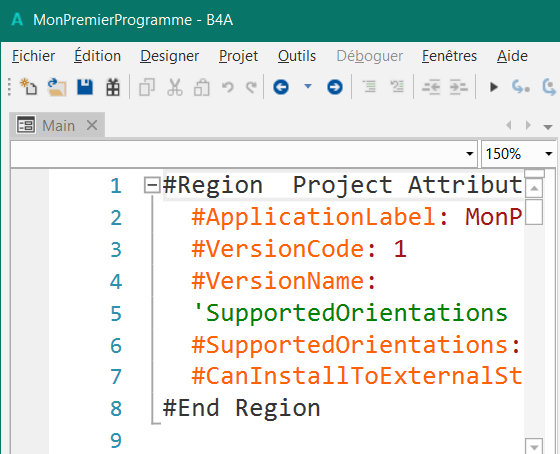 A MonPremierProgramme - B4A
Fichier Édition Designer Projet Outils Déboguer Fenêtres Aide
Main
150%
1 #Region  Project Attribut
2 #ApplicationLabel: MonP
3 #VersionCode: 1
4 #VersionName:
5 'SupportedOrientations
6 #SupportedOrientations:
7 #CanInstallToExternalSt
8 #End Region
9